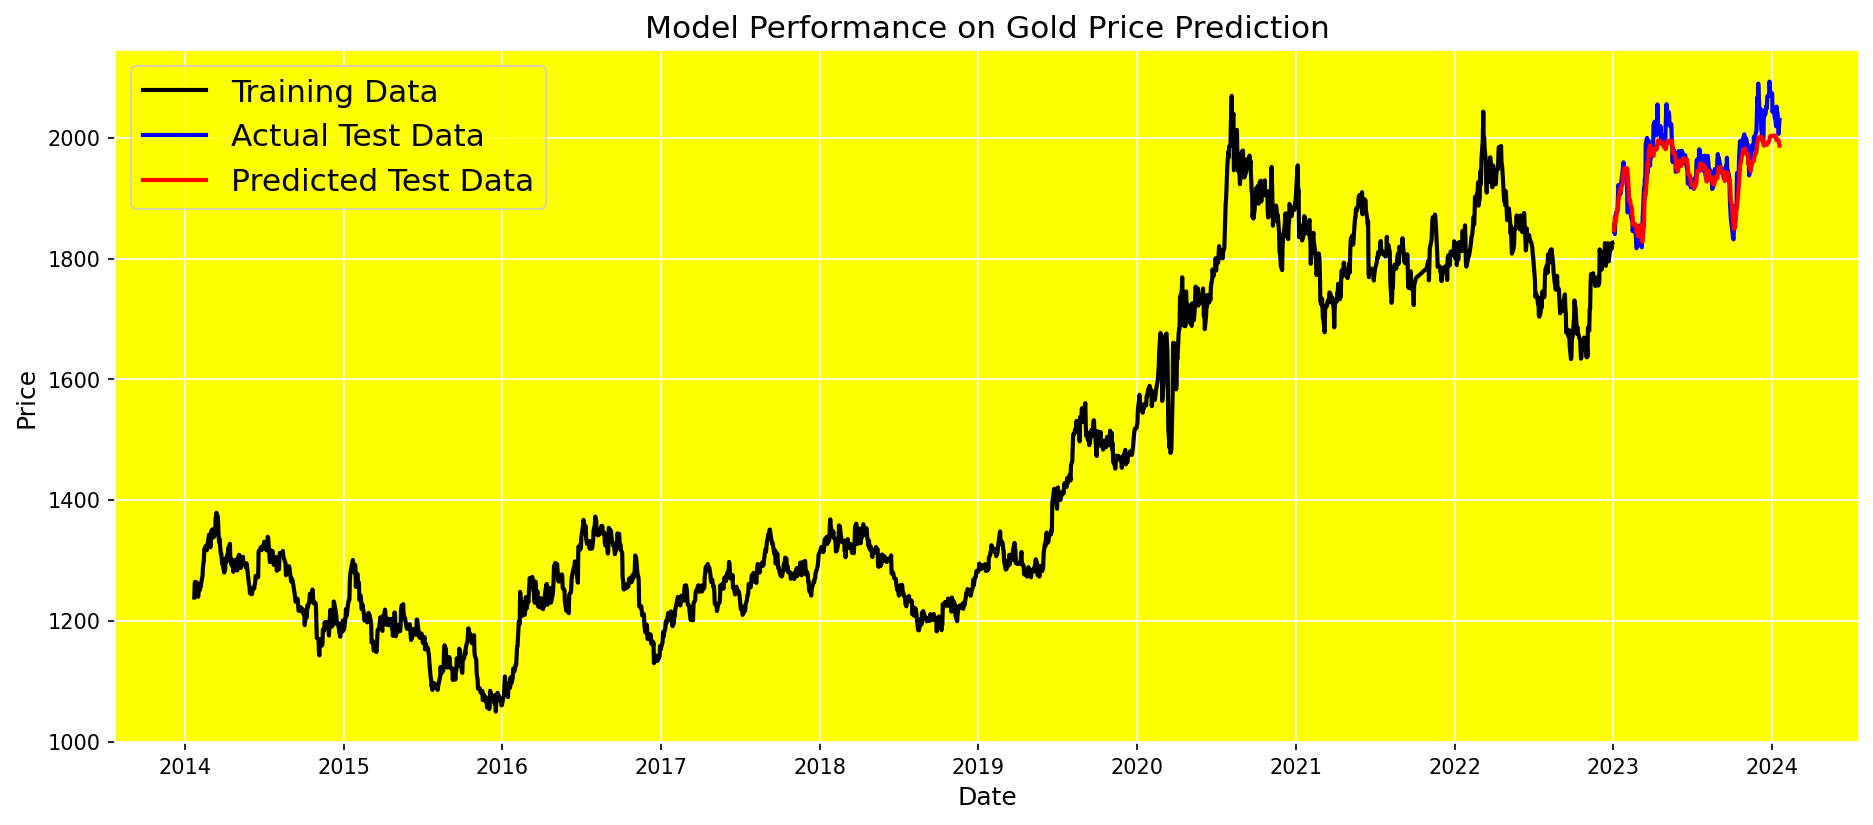 Model Performance on Gold Price Prediction
Training Data
Actual Test Data
Predicted Test Data
Price
2000
1800
1600
1400
1200
1000
2014 2015 2016 2017 2018 2019 2020 2021 2022 2023 2024
Date